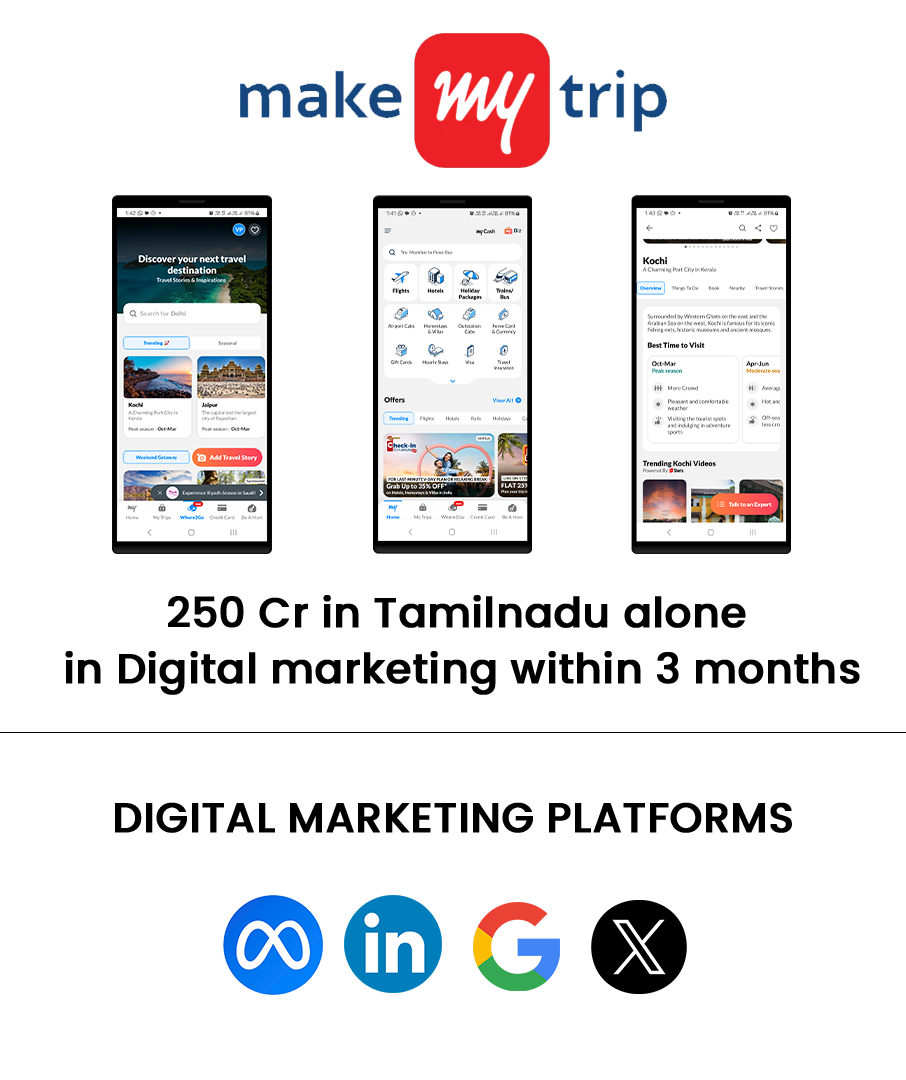 make my trip
1:42
81%
VP
Discover your next travel
destination
Travel Stories & Inspirations
Search for Delhi
Trending
Seasonal
Kochi
A Charming Port City in
Kerala
Peak season : Oct-Mar
Jaipur
The capital and the largest
city of Rajasthan
Peak season : Oct-Mar
Weekend Getaway
Add Travel Story
Experience Riyadh Season in Saudi!
my
Home
My Trips
Where2Go
Credit Card
Be A Host
1:41
81%
my Cash
Biz
Try Mumbai to Pune Bus
Flights
Hotels
Holiday
Packages
Trains/
Bus
Airport Cabs
Homestays
& Villas
Outstation
Cabs
Forex Card
& Currency
Gift Cards
Hourly Stays
Visa
Travel
Insurance
Offers
View All
Trending
Flights
Hotels
Rails
Holidays
HOTELS
Check-In
FOR LAST-MINUTE V-DAY PLAN OR RELAXING BREAK:
Grab Up to 35% OFF*
on Hotels, Homestays & Villas in India
FLAT 25%
Plan your trip
my
Home
My Trips
Where2Go
Credit Card
Be A Host
1:43
81%
Kochi
A Charming Port City in Kerala
Overview
Things To Do
Book
Nearby
Travel Stories
Surrounded by Western Ghats on the east and the
Arabian Sea on the west, Kochi is famous for its iconic
fishing nets, historic museums and ancient mosques.
Best Time to Visit
Oct-Mar
Peak season
More Crowd
Pleasant and comfortable
weather
Visiting the tourist spots
and indulging in adventure
sports
Apr-Jun
Moderate sea
Averag
Hot and
Off-sea
less cro
Trending Kochi Videos
Powered By
Talk to an Expert
250 Cr in Tamilnadu alone
in Digital marketing within 3 months
DIGITAL MARKETING PLATFORMS
in
G
X